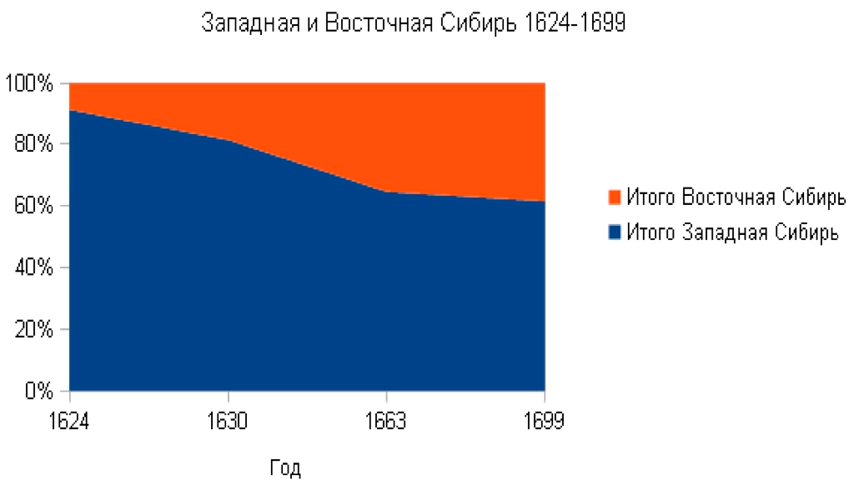 Западная и Восточная Сибирь 1624-1699
100%
80%
60%
40%
20%
0%
1624 1630 1663 1699
Год
Итого Восточная Сибирь
Итого Западная Сибирь